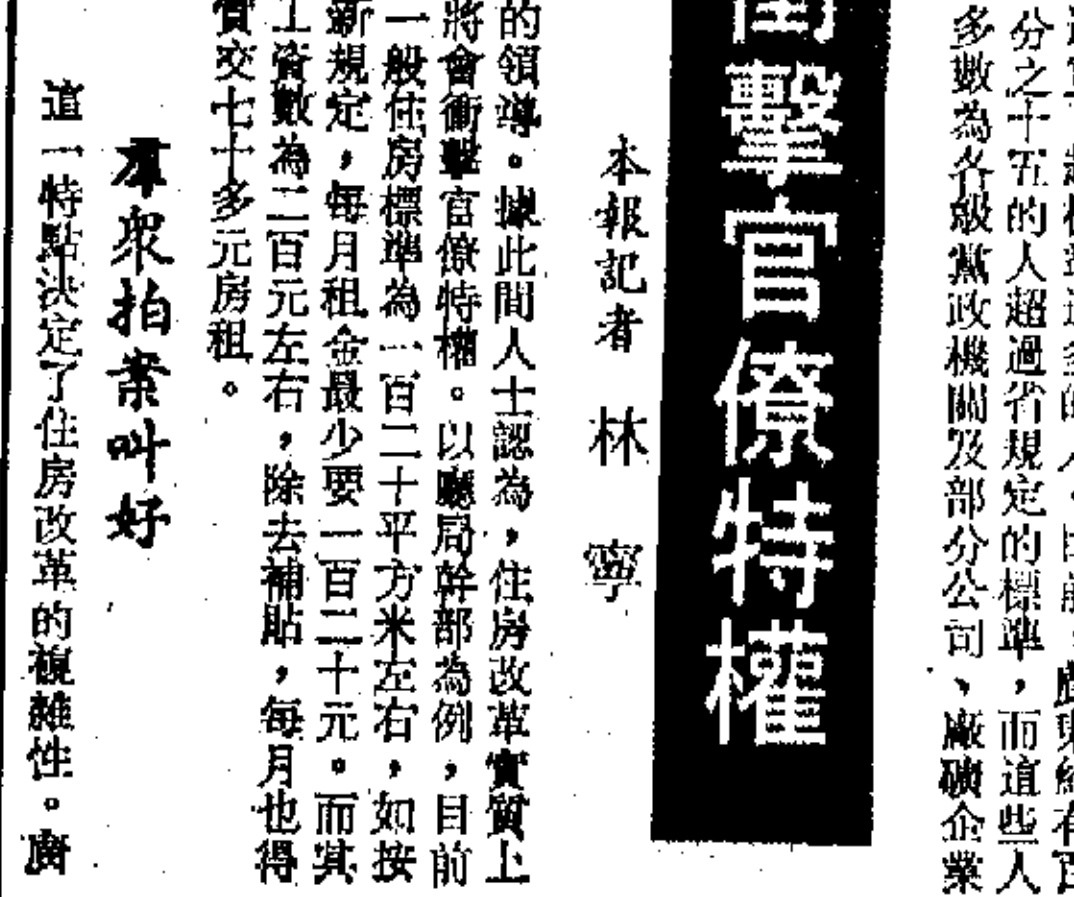 分之十五的人超過省規定的標準，而這些人
多數為各級黨政機關及部分公司、廠礦企業
擊官僚特權
本報記者 林 寧
的領導。據此間人士認為，住房改革實質上
將會衝擊官僚特權。以廳局幹部為例，目前
一般住房標準為一百二十平方米左右，如按
新規定，每月租金最少要一百二十元。而其
工資數為二百元左右，除去補貼，每月也得
實交七十多元房租。
羣衆拍案叫好
這一特點決定了住房改革的複雜性。廣